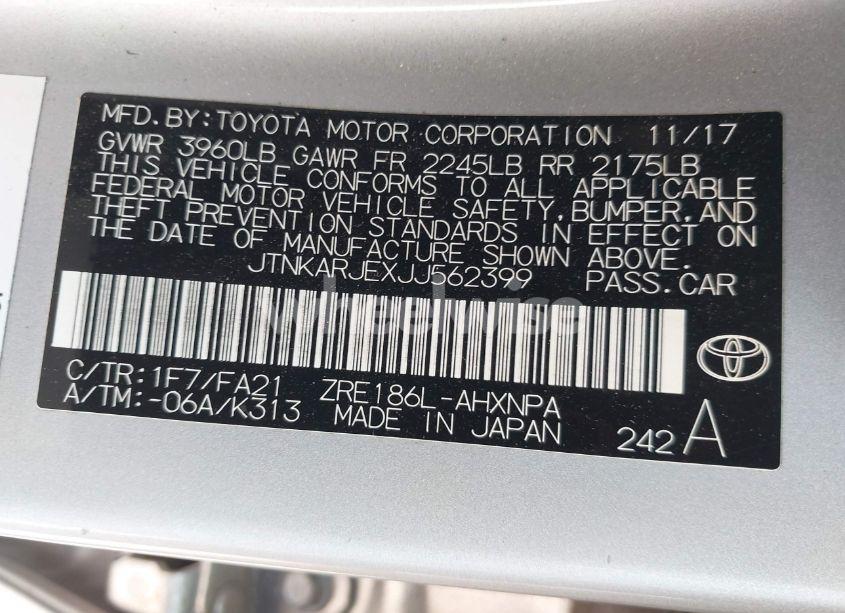 MFD.BY:TOYOTA MOTOR CORPORATION 11/17
GVWR 3960LB GAWR FR 2245LB RR 2175LB
THIS VEHICLE CONFORMS TO ALL APPLICABLE
FEDERAL MOTOR VEHICLE SAFETY,BUMPER,AND
THEFT PREVENTION STANDARDS IN EFFECT ON
THE DATE OF MANUFACTURE SHOWN ABOVE.
JTNKARJEXJJ562399 PASS.CAR
wheelwise
C/TR:1F7/FA21 ZRE186L-AHXNPA
A/TM:-06A/K313 MADE IN JAPAN 242 A